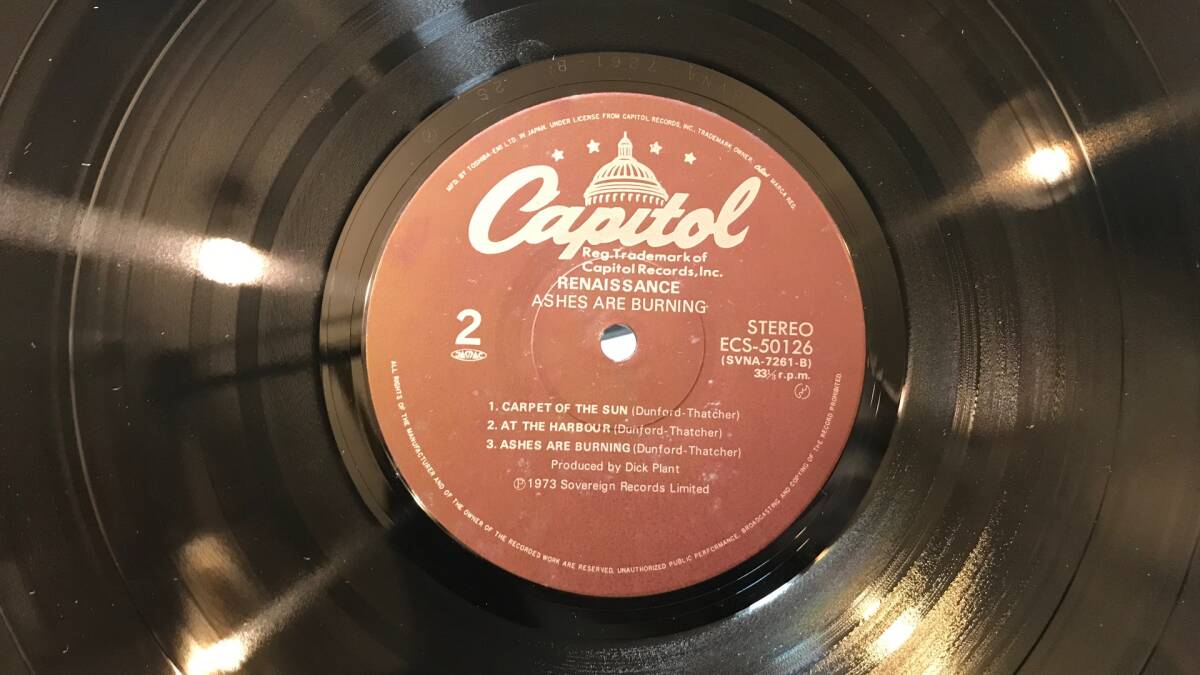 SVNA 7261-B
MFD. BY TOSHIBA-EMI LTD. IN JAPAN. UNDER LICENSE FROM CAPITOL RECORDS, INC., TRADEMARK OWNER. Capitol MARCA REG.
Capitol
Reg. Trademark of
Capitol Records, Inc.
RENAISSANCE
ASHES ARE BURNING
2
STEREO
ECS-50126
(SVNA-7261-B)
33⅓ r.p.m.
1. CARPET OF THE SUN (Dunford-Thatcher)
2. AT THE HARBOUR (Dunford-Thatcher)
3. ASHES ARE BURNING (Dunford-Thatcher)
Produced by Dick Plant
Ⓟ1973 Sovereign Records Limited
ALL RIGHTS OF THE MANUFACTURER AND OF THE OWNER OF THE RECORDED WORK ARE RESERVED. UNAUTHORIZED PUBLIC PERFORMANCE, BROADCASTING AND COPYING OF THE RECORD PROHIBITED.